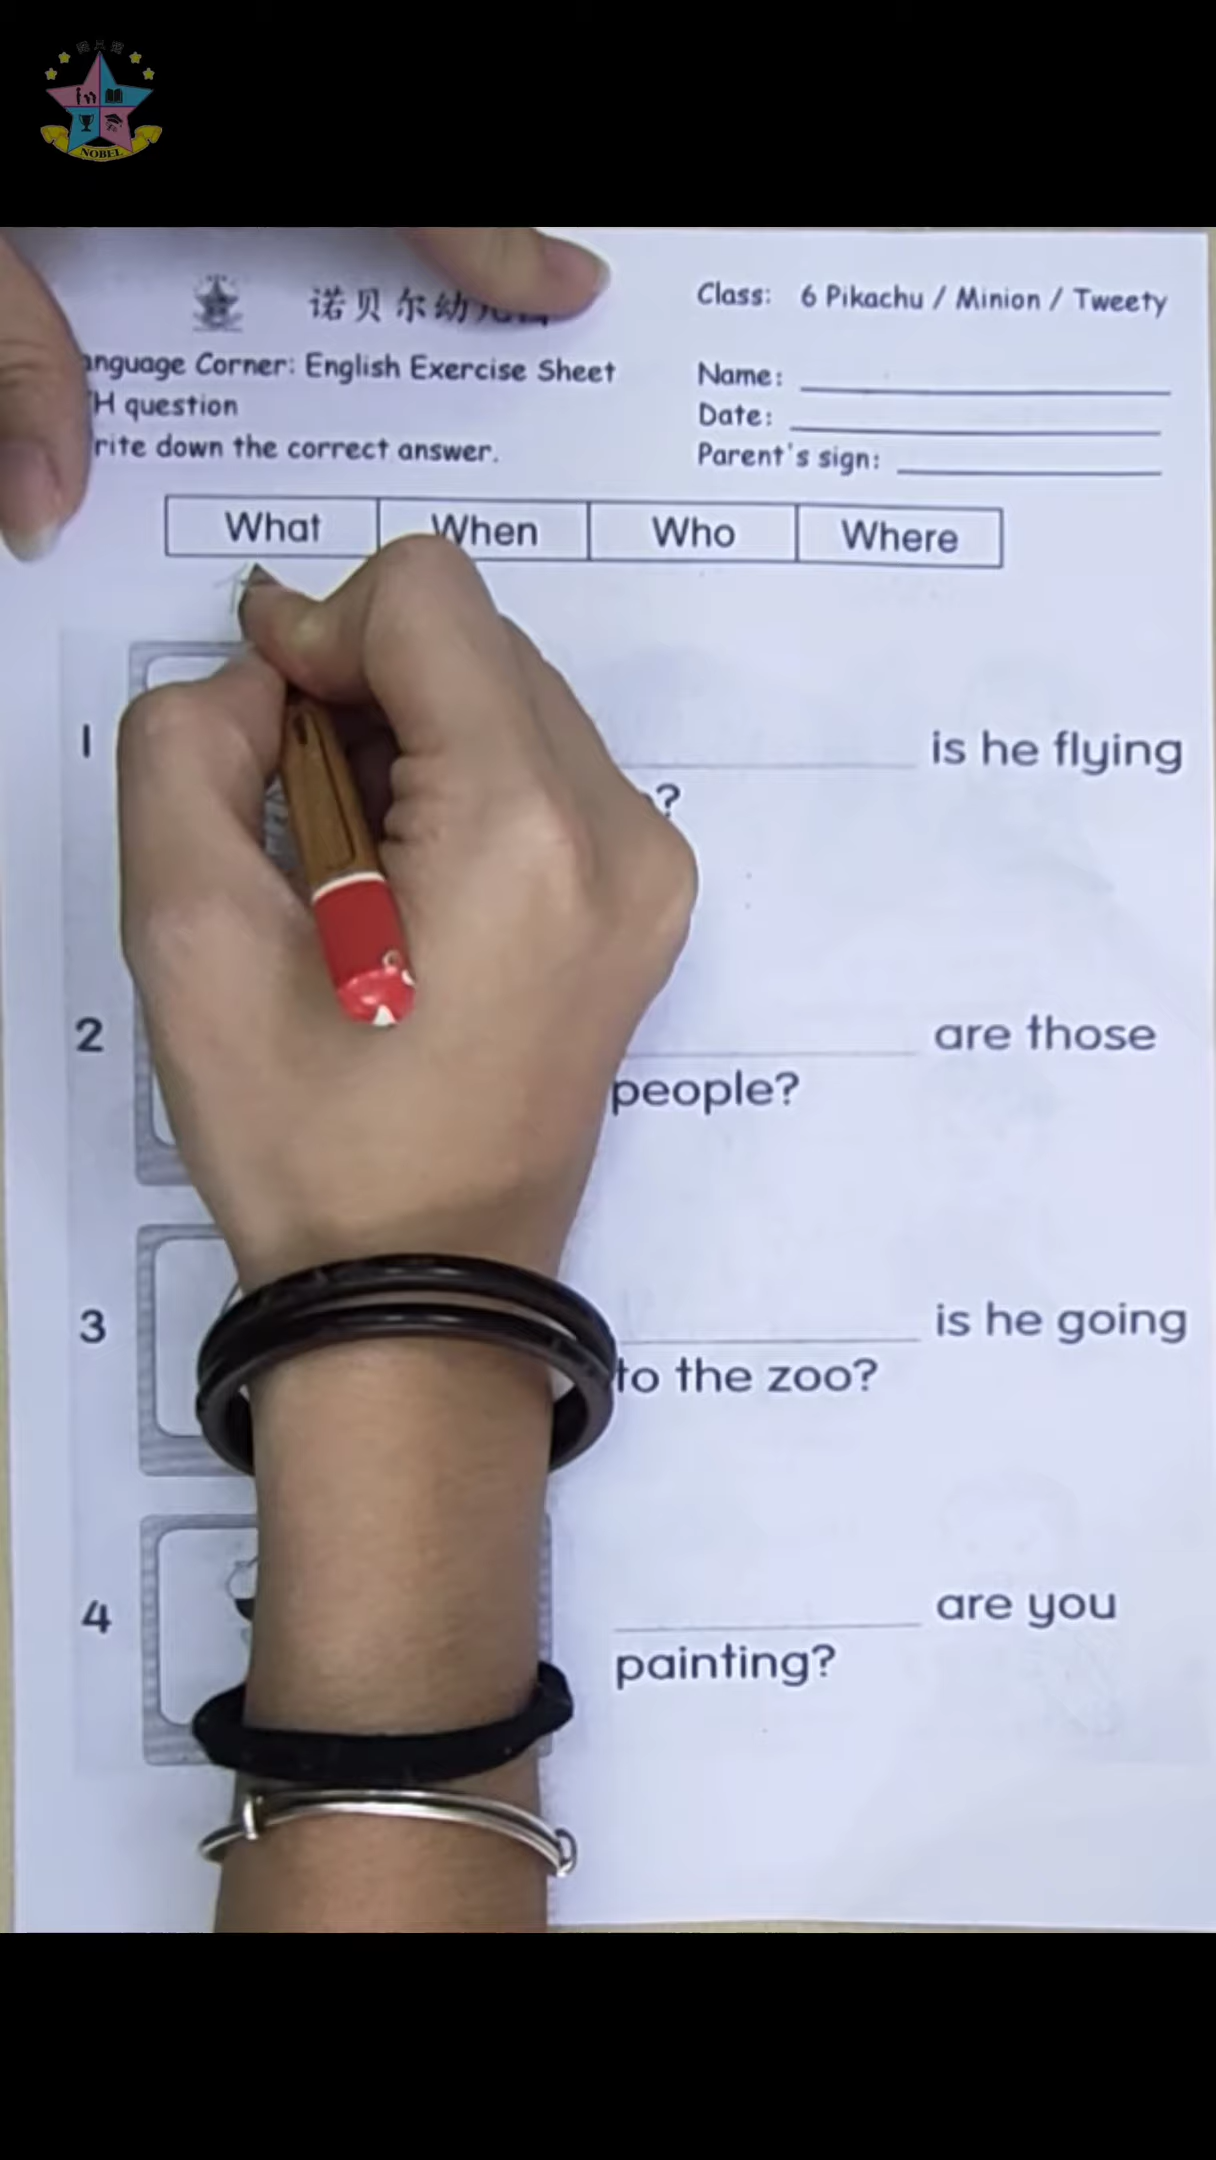 NOBEL
诺贝尔幼
Class: 6 Pikachu / Minion / Tweety
anguage Corner: English Exercise Sheet
Name:
H question
Date:
rite down the correct answer.
Parent's sign:
What When Who Where
1 is he flying
?
2 are those
people?
3 is he going
to the zoo?
4 are you
painting?